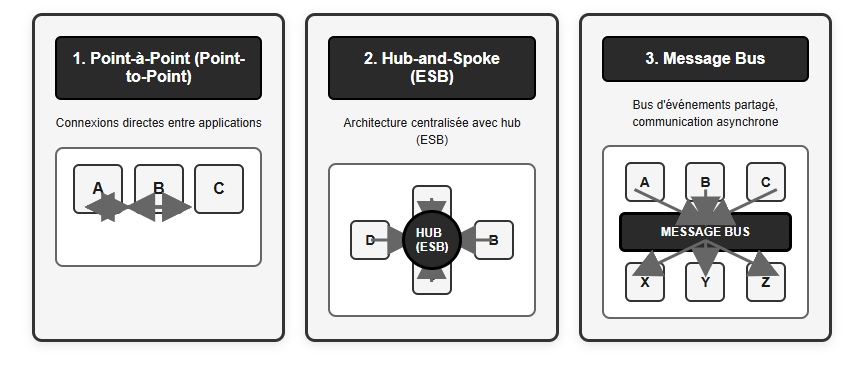 1. Point-à-Point (Point-
to-Point)
Connexions directes entre applications
A B C
2. Hub-and-Spoke
(ESB)
Architecture centralisée avec hub
(ESB)
D HUB B
(ESB)
3. Message Bus
Bus d'événements partagé,
communication asynchrone
A B C
MESSAGE BUS
X Y Z